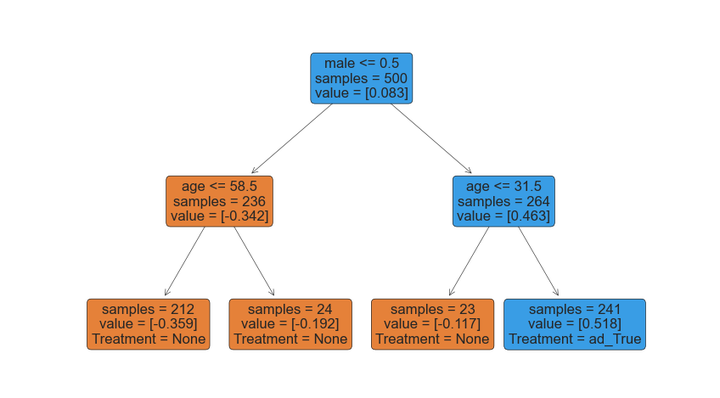 male <= 0.5
samples = 500
value = [0.083]
age <= 58.5
samples = 236
value = [-0.342]
age <= 31.5
samples = 264
value = [0.463]
samples = 212
value = [-0.359]
Treatment = None
samples = 24
value = [-0.192]
Treatment = None
samples = 23
value = [-0.117]
Treatment = None
samples = 241
value = [0.518]
Treatment = ad_True